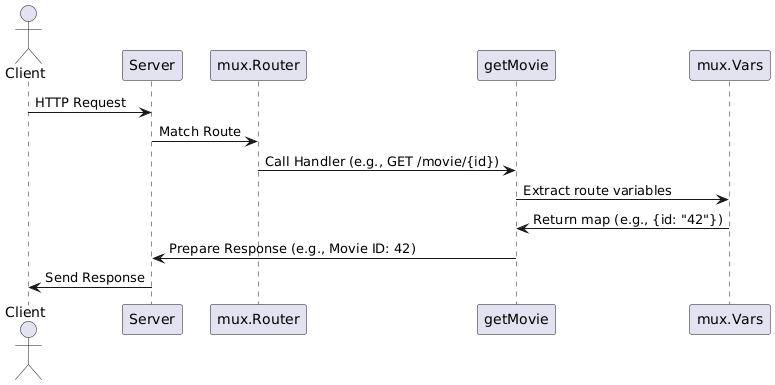 Client
Server
mux.Router
getMovie
mux.Vars
HTTP Request
Match Route
Call Handler (e.g., GET /movie/{id})
Extract route variables
Return map (e.g., {id: "42"})
Prepare Response (e.g., Movie ID: 42)
Send Response
Client
Server
mux.Router
getMovie
mux.Vars